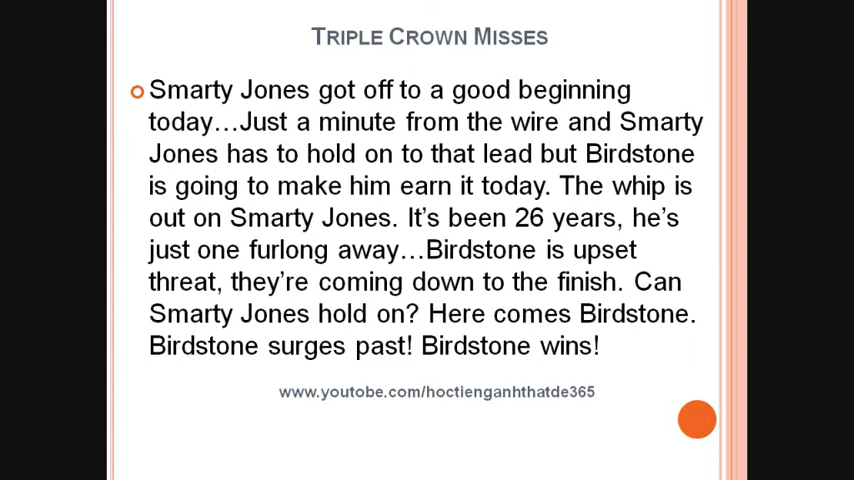 TRIPLE CROWN MISSES
Smarty Jones got off to a good beginning
today…Just a minute from the wire and Smarty
Jones has to hold on to that lead but Birdstone
is going to make him earn it today. The whip is
out on Smarty Jones. It’s been 26 years, he’s
just one furlong away…Birdstone is upset
threat, they’re coming down to the finish. Can
Smarty Jones hold on? Here comes Birdstone.
Birdstone surges past! Birdstone wins!
www.youtube.com/hoctienganhthatde365